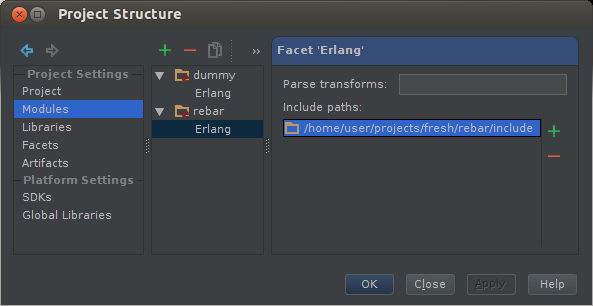 Project Structure
Project Settings
Project
Modules
Libraries
Facets
Artifacts
Platform Settings
SDKs
Global Libraries
»
dummy
Erlang
rebar
Erlang
Facet 'Erlang'
Parse transforms:
Include paths:
/home/user/projects/fresh/rebar/include
OK
Close
Apply
Help